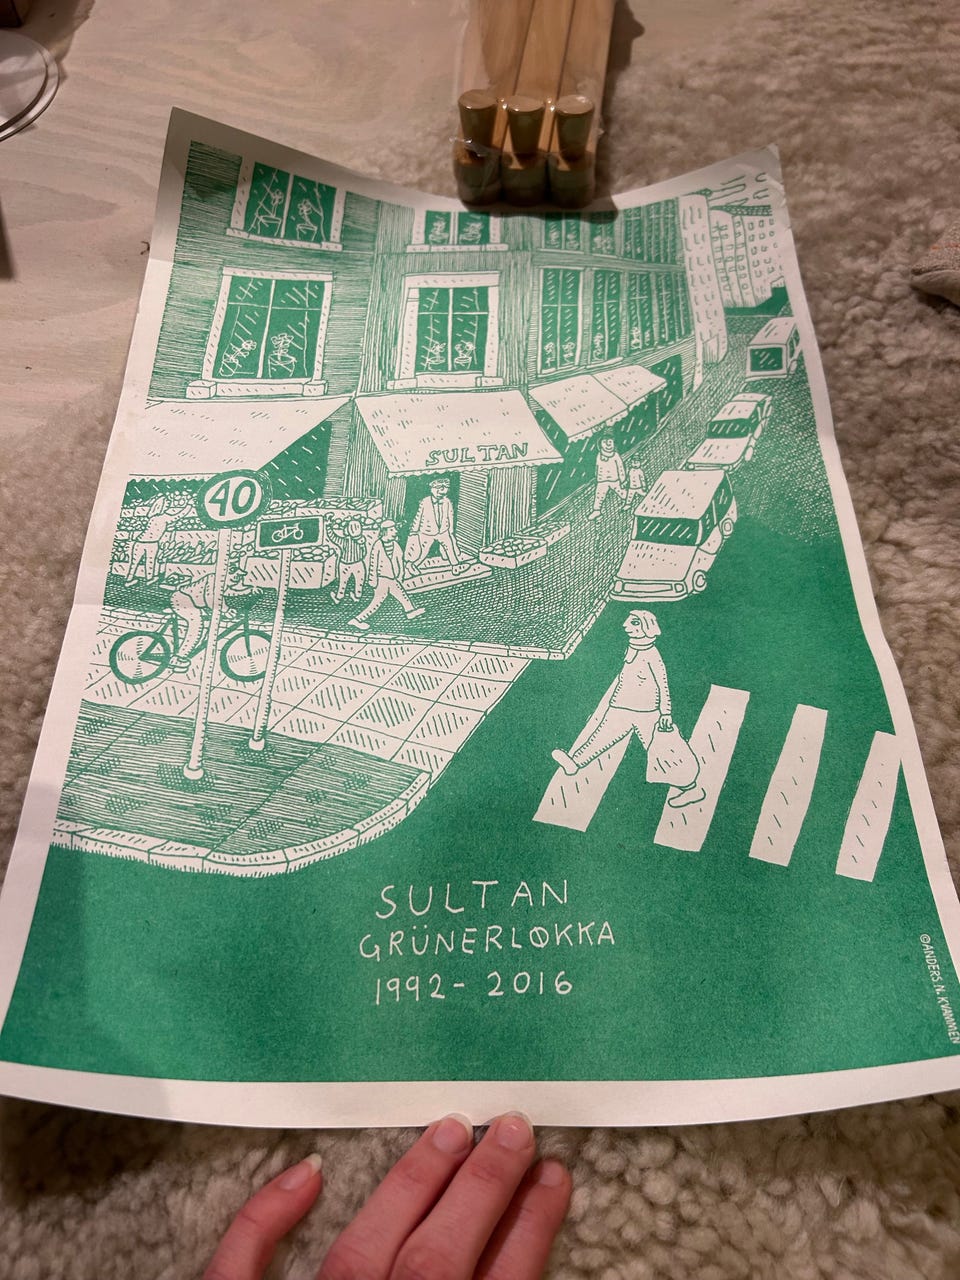 SULTAN
40
SULTAN
GRÜNERLØKKA
1992 - 2016
©ANDERS N. KVAMMEN